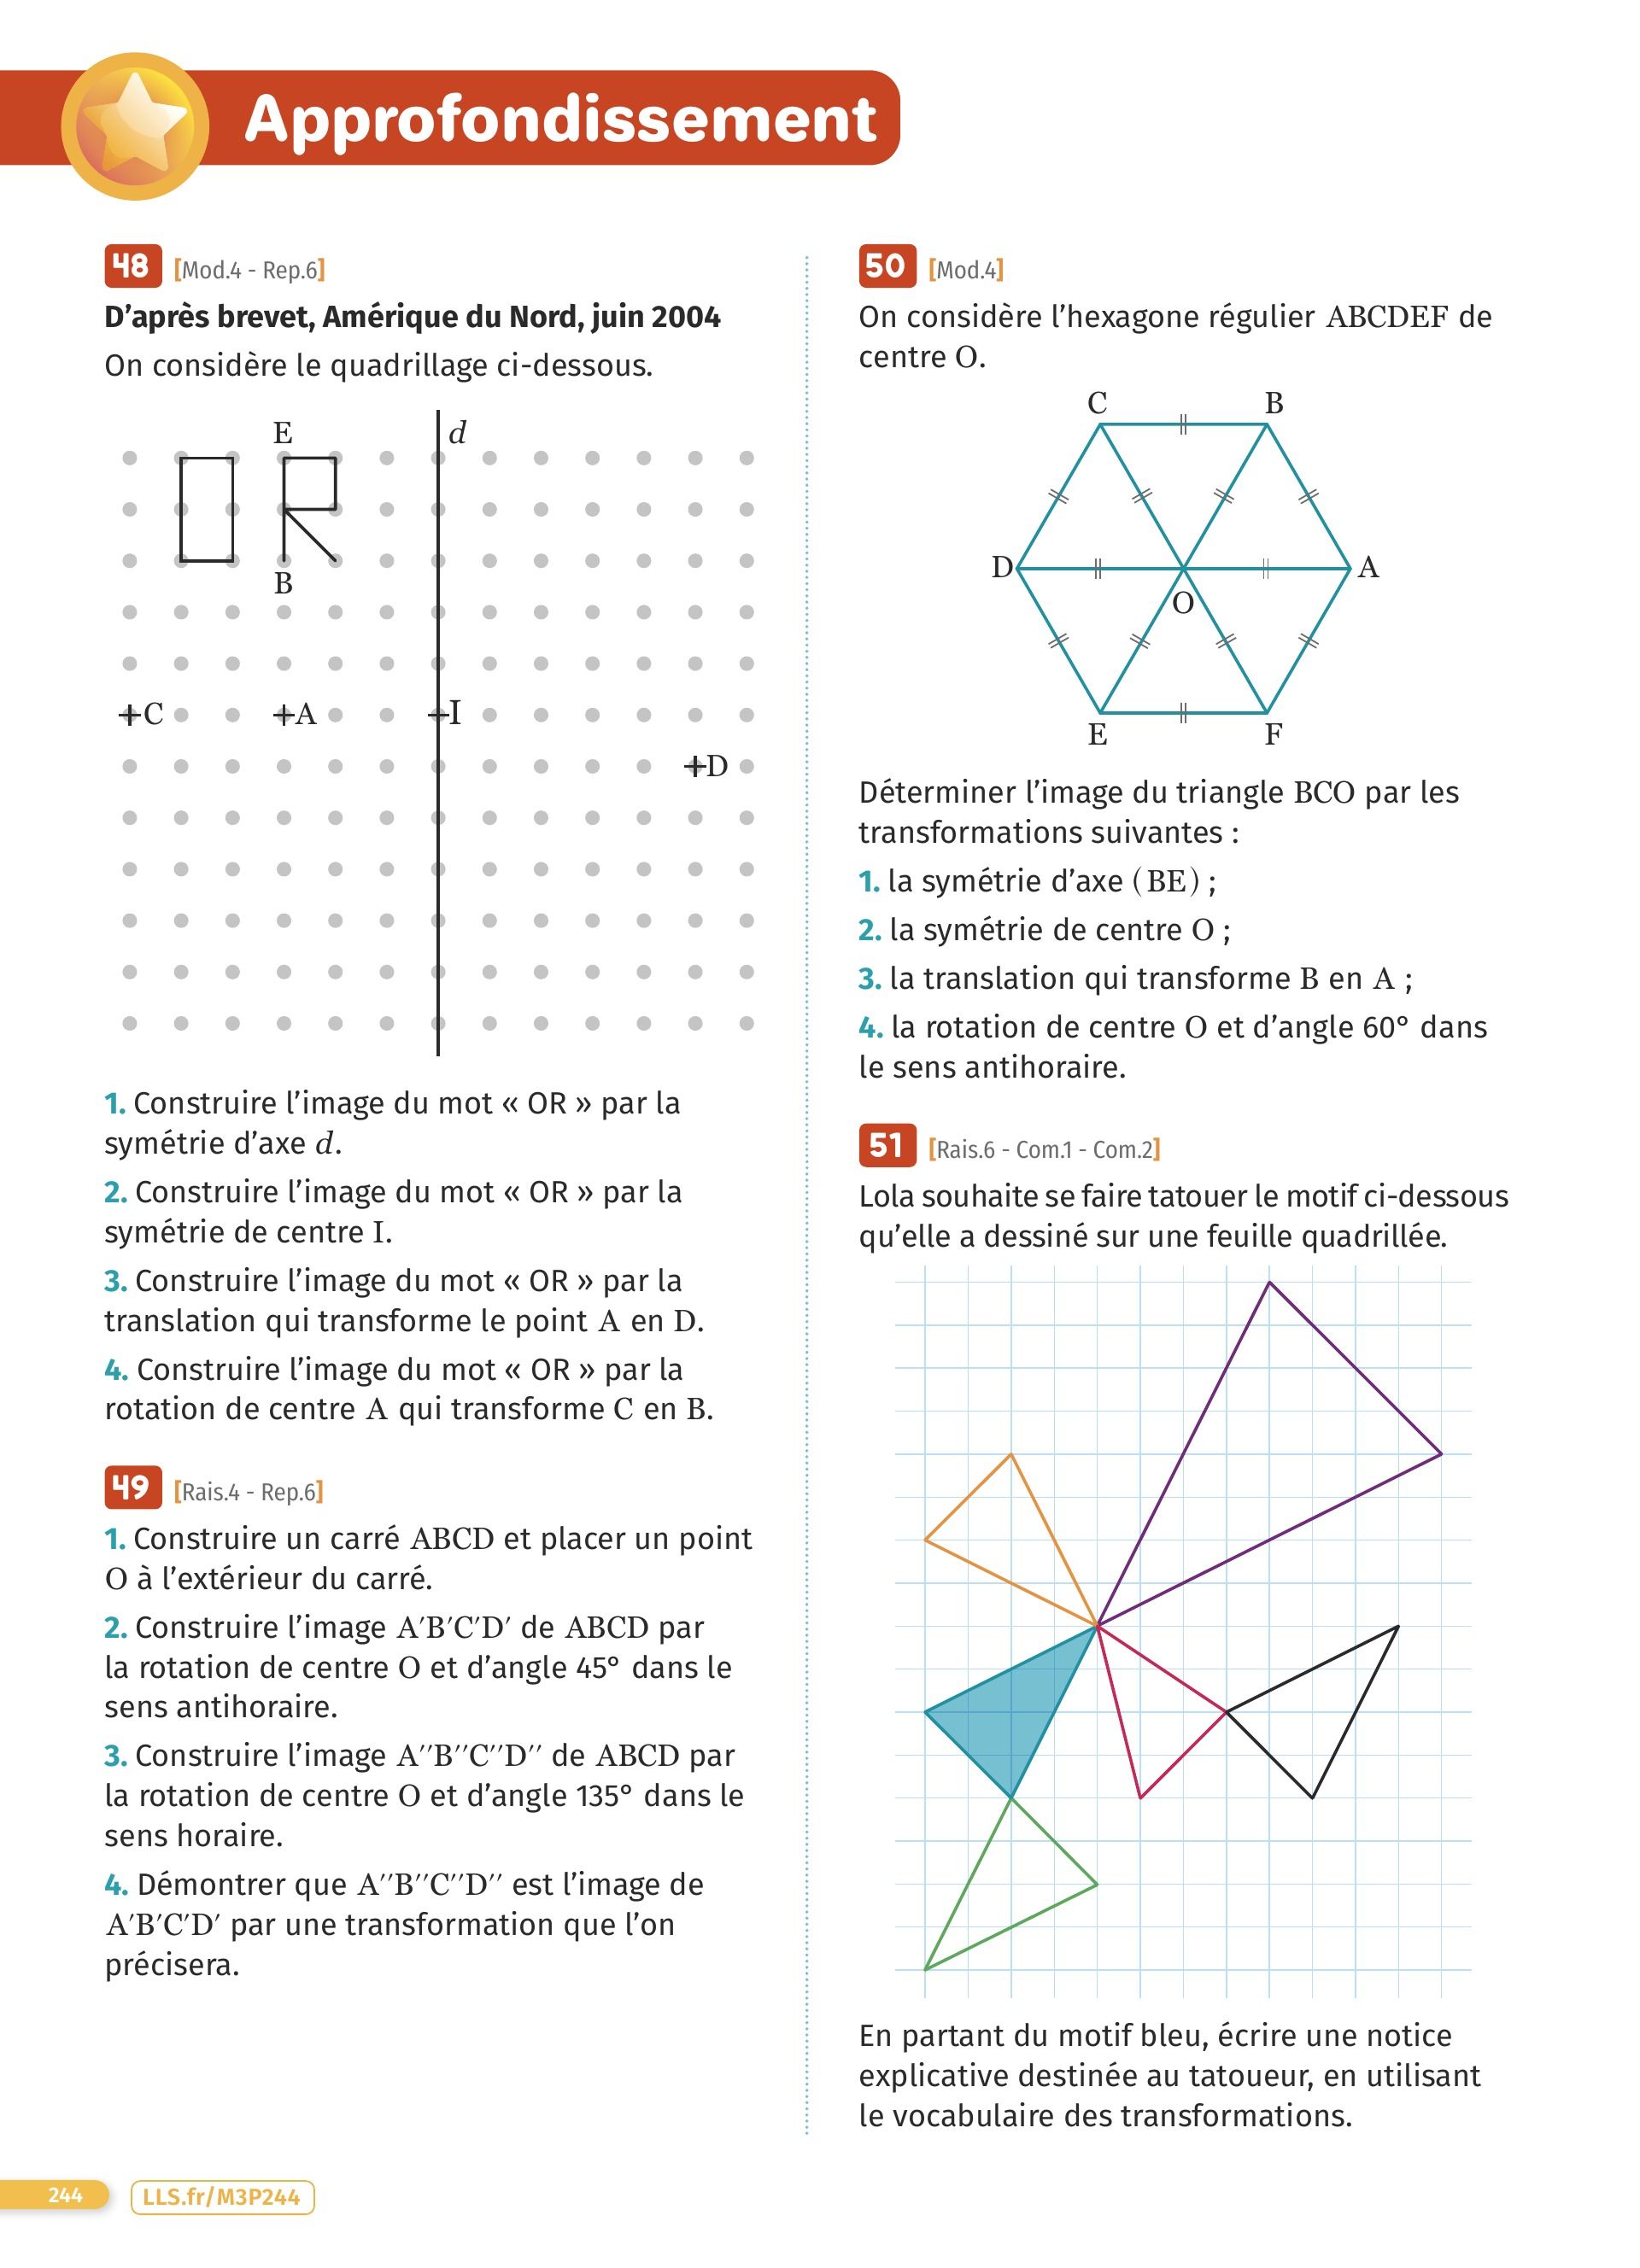 Approfondissement
48 [Mod.4 - Rep.6]
D’après brevet, Amérique du Nord, juin 2004
On considère le quadrillage ci-dessous.
E
d
B
C
A
I
D
1. Construire l’image du mot « OR » par la
symétrie d’axe d.
2. Construire l’image du mot « OR » par la
symétrie de centre I.
3. Construire l’image du mot « OR » par la
translation qui transforme le point A en D.
4. Construire l’image du mot « OR » par la
rotation de centre A qui transforme C en B.
49 [Rais.4 - Rep.6]
1. Construire un carré ABCD et placer un point
O à l’extérieur du carré.
2. Construire l’image A′B′C′D′ de ABCD par
la rotation de centre O et d’angle 45° dans le
sens antihoraire.
3. Construire l’image A′′B′′C′′D′′ de ABCD par
la rotation de centre O et d’angle 135° dans le
sens horaire.
4. Démontrer que A′′B′′C′′D′′ est l’image de
A′B′C′D′ par une transformation que l’on
précisera.
50 [Mod.4]
On considère l’hexagone régulier ABCDEF de
centre O.
C
B
D
A
O
E
F
Déterminer l’image du triangle BCO par les
transformations suivantes :
1. la symétrie d’axe (BE) ;
2. la symétrie de centre O ;
3. la translation qui transforme B en A ;
4. la rotation de centre O et d’angle 60° dans
le sens antihoraire.
51 [Rais.6 - Com.1 - Com.2]
Lola souhaite se faire tatouer le motif ci-dessous
qu’elle a dessiné sur une feuille quadrillée.
En partant du motif bleu, écrire une notice
explicative destinée au tatoueur, en utilisant
le vocabulaire des transformations.
244
LLS.fr/M3P244